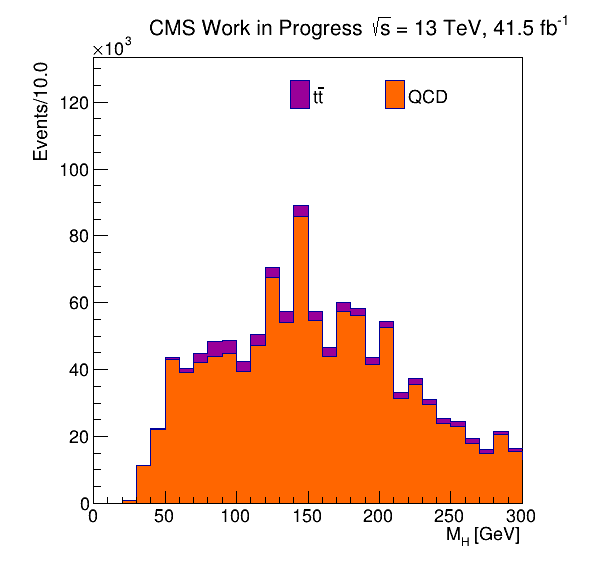 CMS Work in Progress √s = 13 TeV, 41.5 fb⁻¹
×10³
Events/10.0
tt̄
QCD
120
100
80
60
40
20
0
0 50 100 150 200 250 300
M_H [GeV]